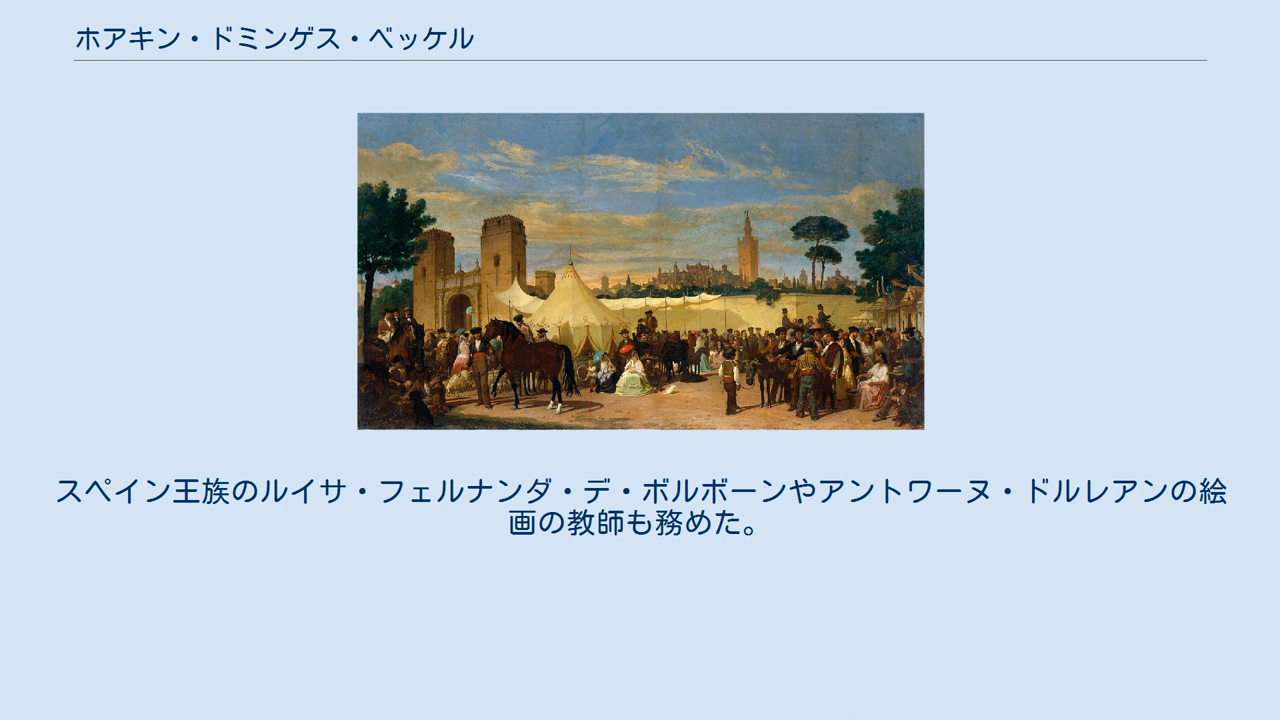 ホアキン・ドミンゲス・ベッケル
スペイン王族のルイサ・フェルナンダ・デ・ボルボーンやアントワーヌ・ドルレアンの絵
画の教師も務めた。